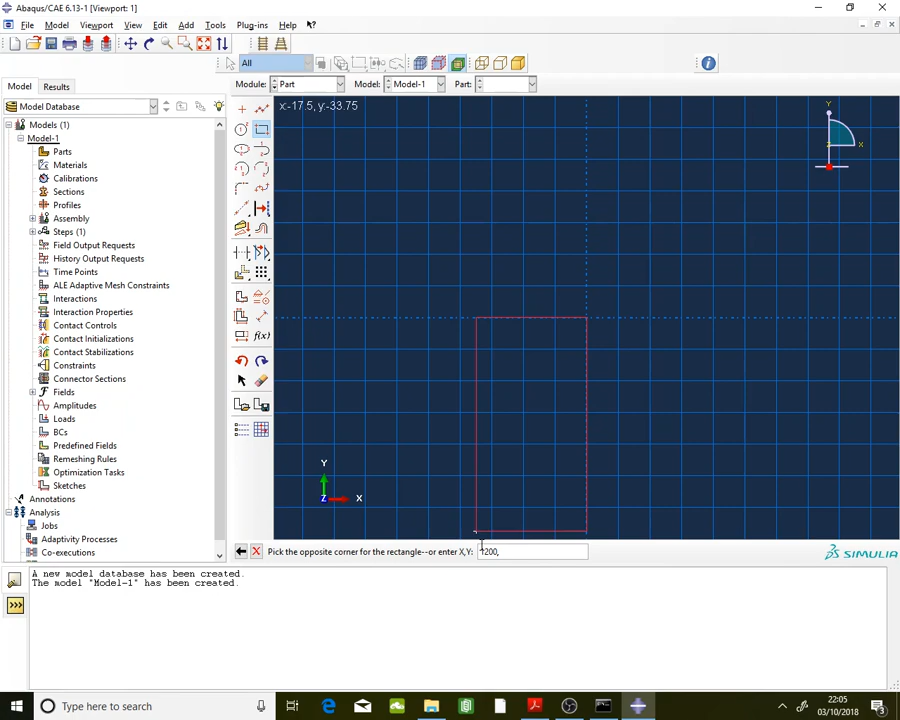 Abaqus/CAE 6.13-1 [Viewport: 1]
File Model Viewport View Edit Add Tools Plug-ins Help
All
Model Results
Module: Part Model: Model-1 Part:
Model Database
x:-17.5, y:-33.75
Models (1)
Model-1
Parts
Materials
Calibrations
Sections
Profiles
Assembly
Steps (1)
Field Output Requests
History Output Requests
Time Points
ALE Adaptive Mesh Constraints
Interactions
Interaction Properties
Contact Controls
Contact Initializations
Contact Stabilizations
Constraints
Connector Sections
Fields
Amplitudes
Loads
BCs
Predefined Fields
Remeshing Rules
Optimization Tasks
Sketches
Annotations
Analysis
Jobs
Adaptivity Processes
Co-executions
f(x)
Y
X
Y
X
Z
Pick the opposite corner for the rectangle--or enter X,Y: 1200,
SIMULIA
A new model database has been created.
The model "Model-1" has been created.
>>>
Type here to search
22:05
03/10/2018
3